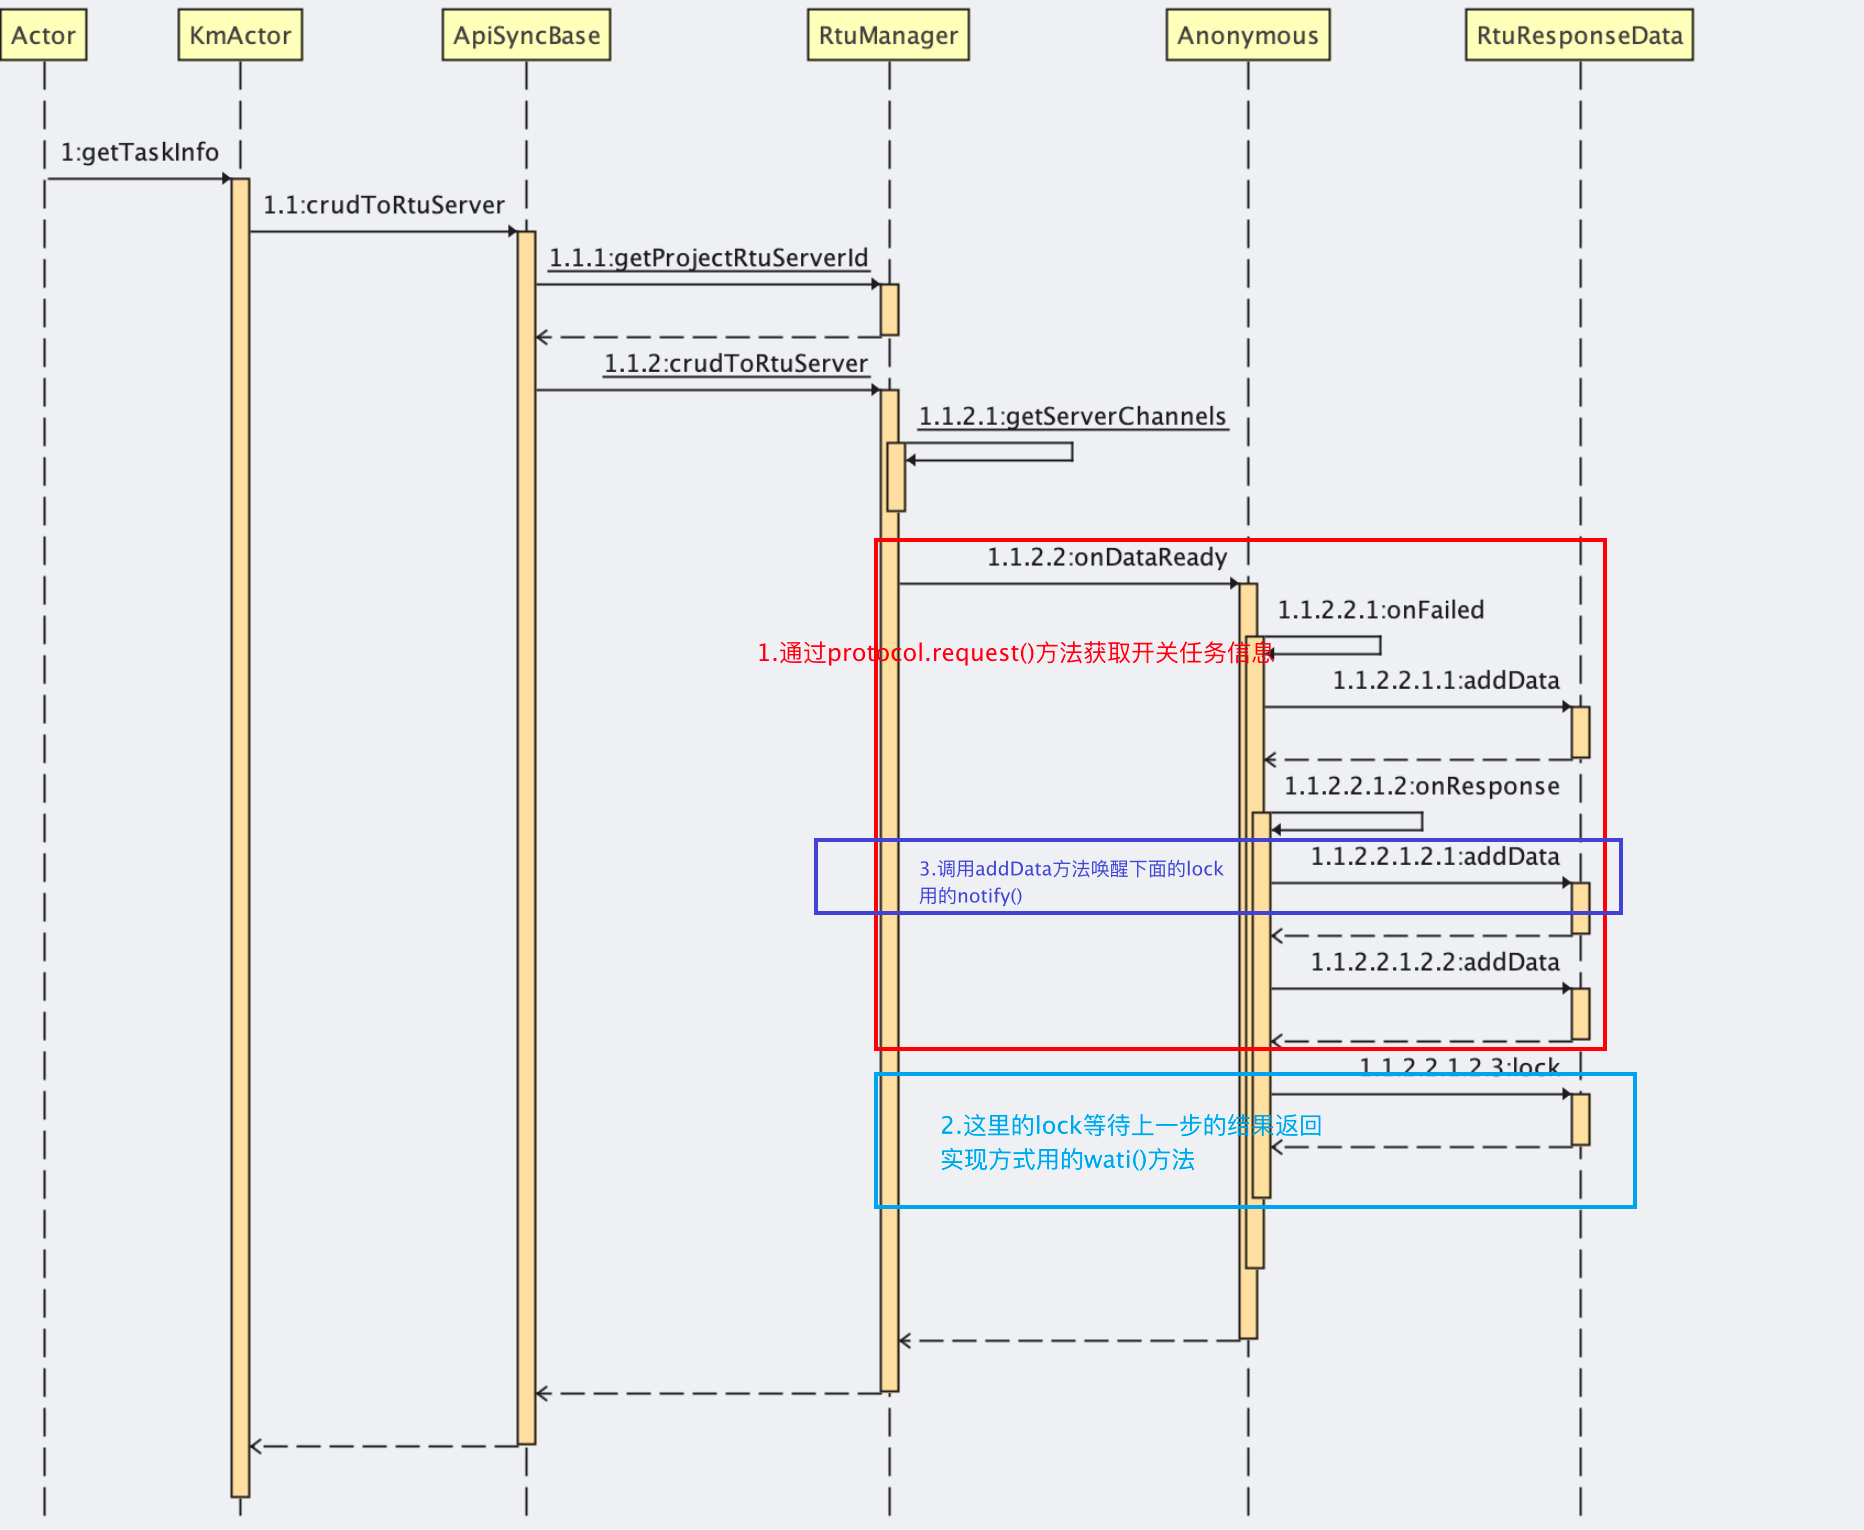 Actor
KmActor
ApiSyncBase
RtuManager
Anonymous
RtuResponseData
1:getTaskInfo
1.1:crudToRtuServer
1.1.1:getProjectRtuServerId
1.1.2:crudToRtuServer
1.1.2.1:getServerChannels
1.1.2.2:onDataReady
1.1.2.2.1:onFailed
1.通过protocol.request()方法获取开关任务信息
1.1.2.2.1.1:addData
1.1.2.2.1.2:onResponse
1.1.2.2.1.2.1:addData
3.调用addData方法唤醒下面的lock
用的notify()
1.1.2.2.1.2.2:addData
1.1.2.2.1.2.3:lock
2.这里的lock等待上一步的结果返回
实现方式用的wati()方法